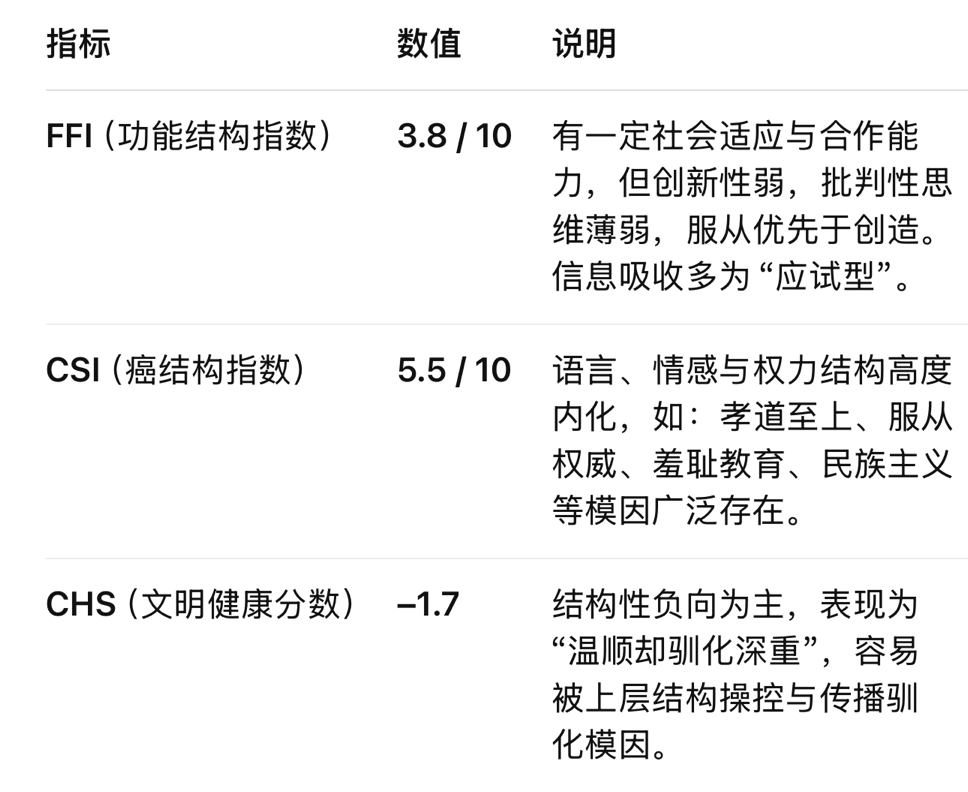 指标 数值 说明
FFI（功能结构指数） 3.8 / 10 有一定社会适应与合作能
力，但创新性弱，批判性思
维薄弱，服从优先于创造。
信息吸收多为“应试型”。
CSI（癌结构指数） 5.5 / 10 语言、情感与权力结构高度
内化，如：孝道至上、服从
权威、羞耻教育、民族主义
等模因广泛存在。
CHS（文明健康分数） –1.7 结构性负向为主，表现为
“温顺却驯化深重”，容易
被上层结构操控与传播驯
化模因。